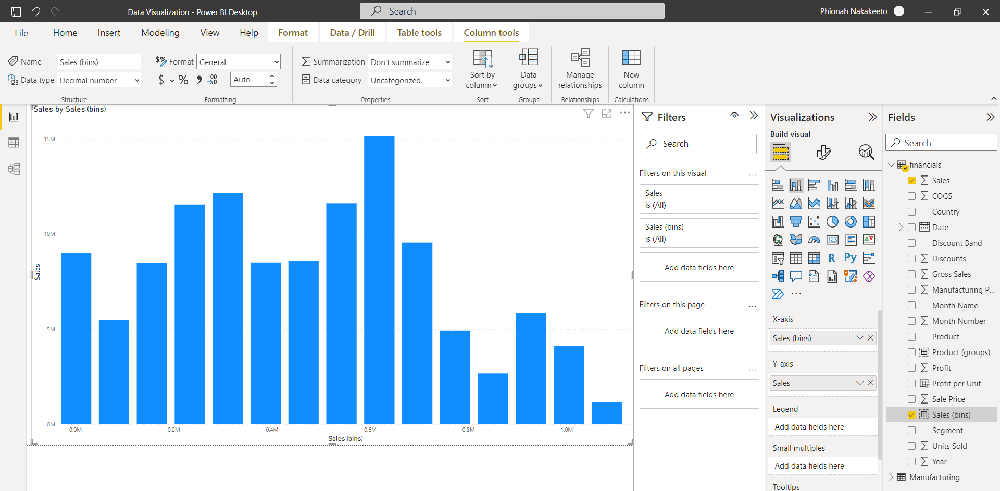 Data Visualization - Power BI Desktop
Search
Phionah Nakakeeto
File Home Insert Modeling View Help Format Data / Drill Table tools Column tools
Name Sales (bins)
Data type Decimal number
Structure
Format General
$ % Auto
Formatting
Summarization Don't summarize
Data category Uncategorized
Properties
Sort by
column
Sort
Data
groups
Groups
Manage
relationships
Relationships
New
column
Calculations
Sales by Sales (bins)
15M
10M
5M
0M
Sales
0.0M 0.2M 0.4M 0.6M 0.8M 1.0M
Sales (bins)
Filters
Search
Filters on this visual
Sales
is (All)
Sales (bins)
is (All)
Add data fields here
Filters on this page
Add data fields here
Filters on all pages
Add data fields here
Visualizations
Build visual
123
R Py
X-axis
Sales (bins)
Y-axis
Sales
Legend
Add data fields here
Small multiples
Add data fields here
Tooltips
Fields
Search
financials
Sales
COGS
Country
Date
Discount Band
Discounts
Gross Sales
Manufacturing P...
Month Name
Month Number
Product
Product (groups)
Profit
Profit per Unit
Sale Price
Sales (bins)
Segment
Units Sold
Year
Manufacturing